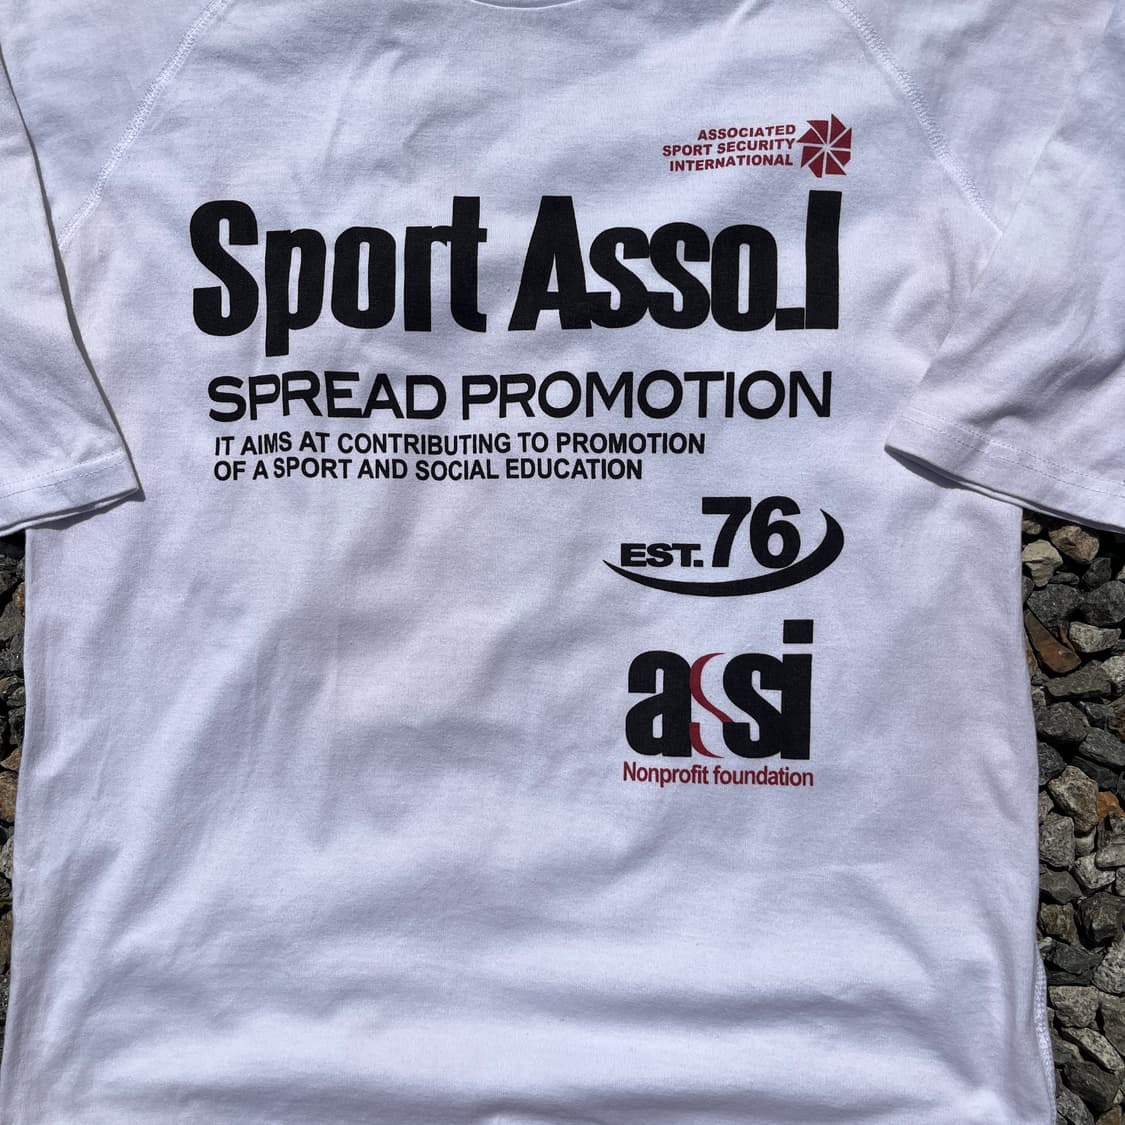 ASSOCIATED
SPORT SECURITY
INTERNATIONAL
Sport Asso.I
SPREAD PROMOTION
IT AIMS AT CONTRIBUTING TO PROMOTION
OF A SPORT AND SOCIAL EDUCATION
EST.76
assi
Nonprofit foundation